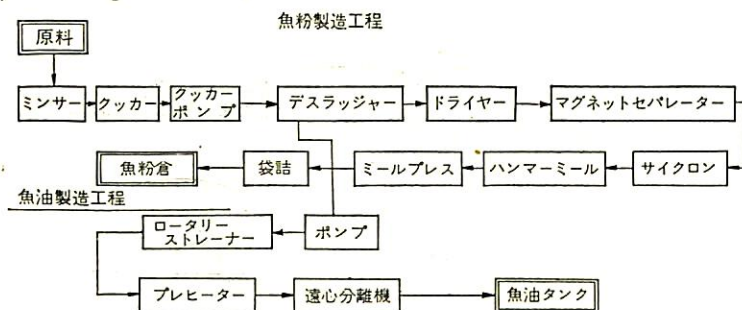 魚粉製造工程
原料
ミンサー
クッカー
クッカー
ポンプ
デスラッジャー
ドライヤー
マグネットセパレーター
魚粉倉
袋詰
ミールプレス
ハンマーミール
サイクロン
魚油製造工程
ロータリー
ストレーナー
ポンプ
プレヒーター
遠心分離機
魚油タンク